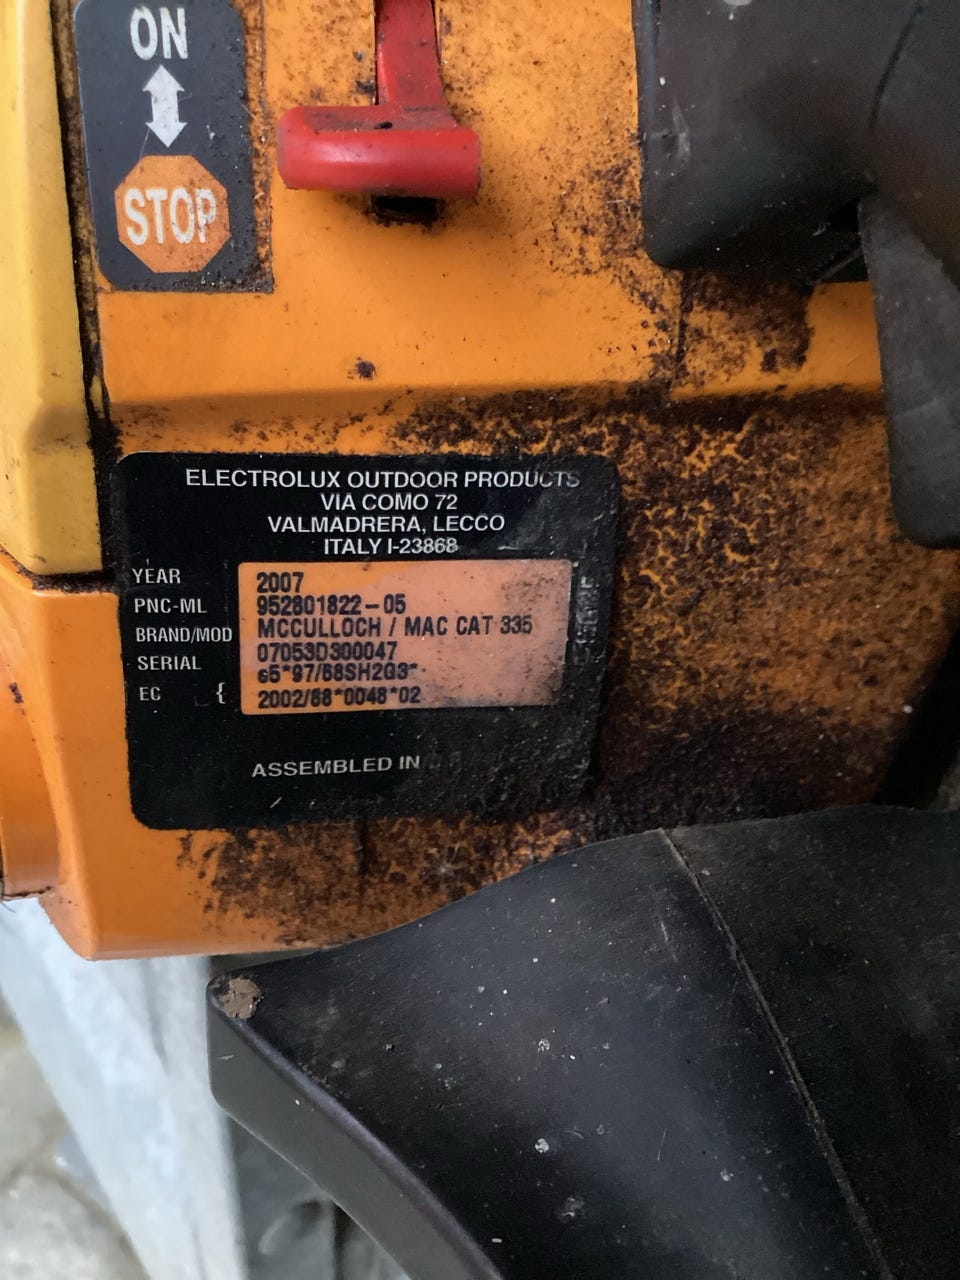 ON
STOP
ELECTROLUX OUTDOOR PRODUCTS
VIA COMO 72
VALMADRERA, LECCO
ITALY I-23868
YEAR 2007
PNC-ML 952801822-05
BRAND/MOD MCCULLOCH / MAC CAT 335
SERIAL 07053D300047
e5*97/68SH2G3*
EC { 2002/88*0048*02
ASSEMBLED IN